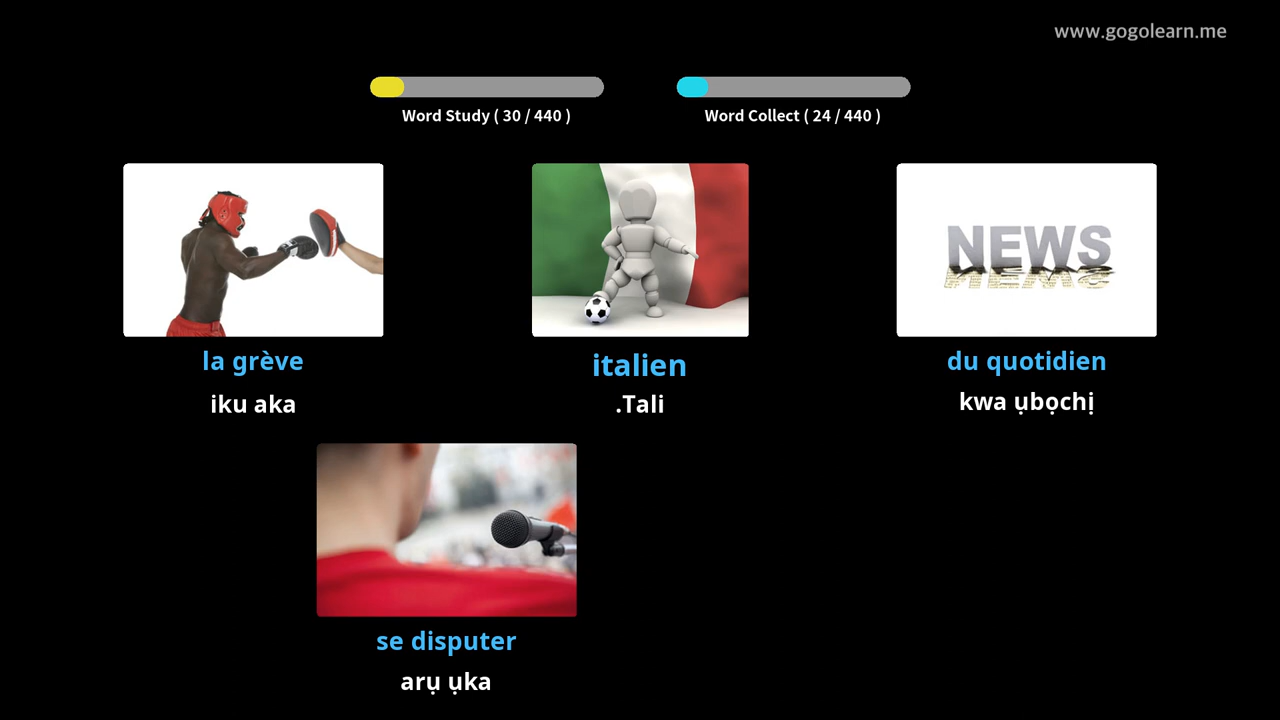 www.gogolearn.me
Word Study ( 30 / 440 )
Word Collect ( 24 / 440 )
NEWS
la grève
italien
du quotidien
iku aka
.Tali
kwa ụbọchị
se disputer
arụ ụka